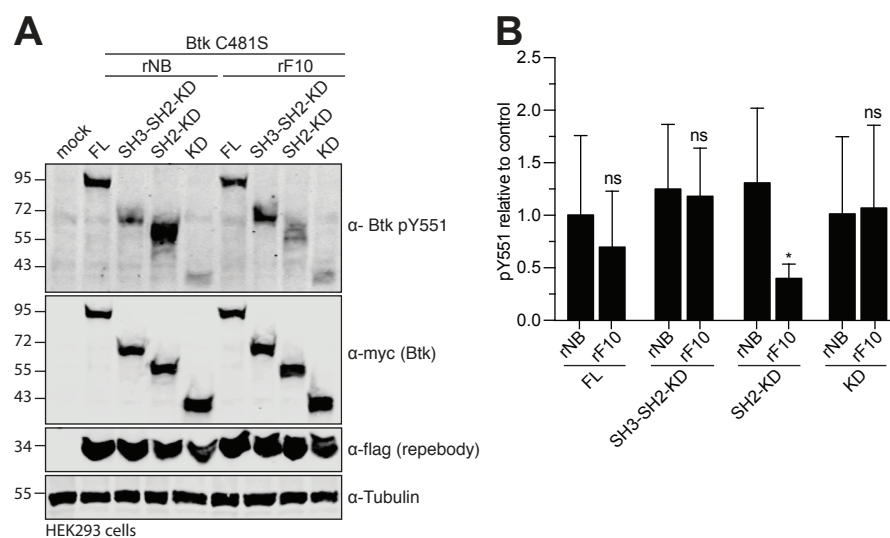 A
Btk C481S
rNB rF10
mock FL SH3-SH2-KD SH2-KD KD FL SH3-SH2-KD SH2-KD KD
95
72
55
43
α- Btk pY551
95
72
55
43
α-myc (Btk)
34
α-flag (repebody)
55
α-Tubulin
HEK293 cells
B
pY551 relative to control
2.5
2.0
1.5
1.0
0.5
0.0
ns ns * ns
rNB rF10 rNB rF10 rNB rF10 rNB rF10
FL SH3-SH2-KD SH2-KD KD